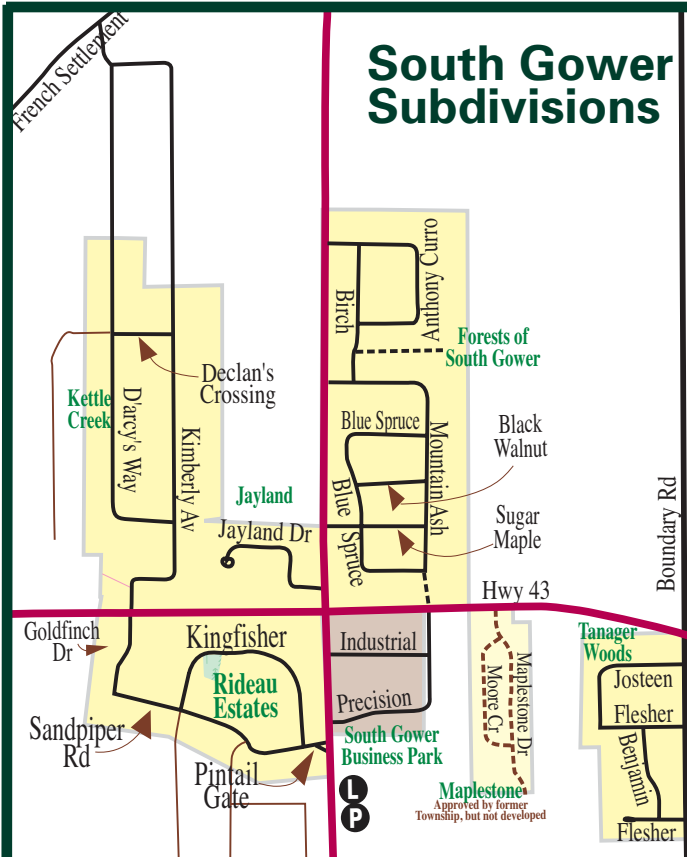 South Gower
Subdivisions
French Settlement
Anthony Curro
Birch
Forests of
South Gower
Declan's
Crossing
Kettle
Creek
D'arcy's Way
Kimberly Av
Blue Spruce
Mountain Ash
Black
Walnut
Blue
Spruce
Sugar
Maple
Jayland
Jayland Dr
Boundary Rd
Hwy 43
Goldfinch
Dr
Kingfisher
Industrial
Rideau
Estates
Precision
Sandpiper
Rd
Pintail
Gate
South Gower
Business Park
L
P
Moore Cr
Maplestone Dr
Maplestone
Approved by former
Township, but not developed
Tanager
Woods
Josteen
Flesher
Benjamin
Flesher